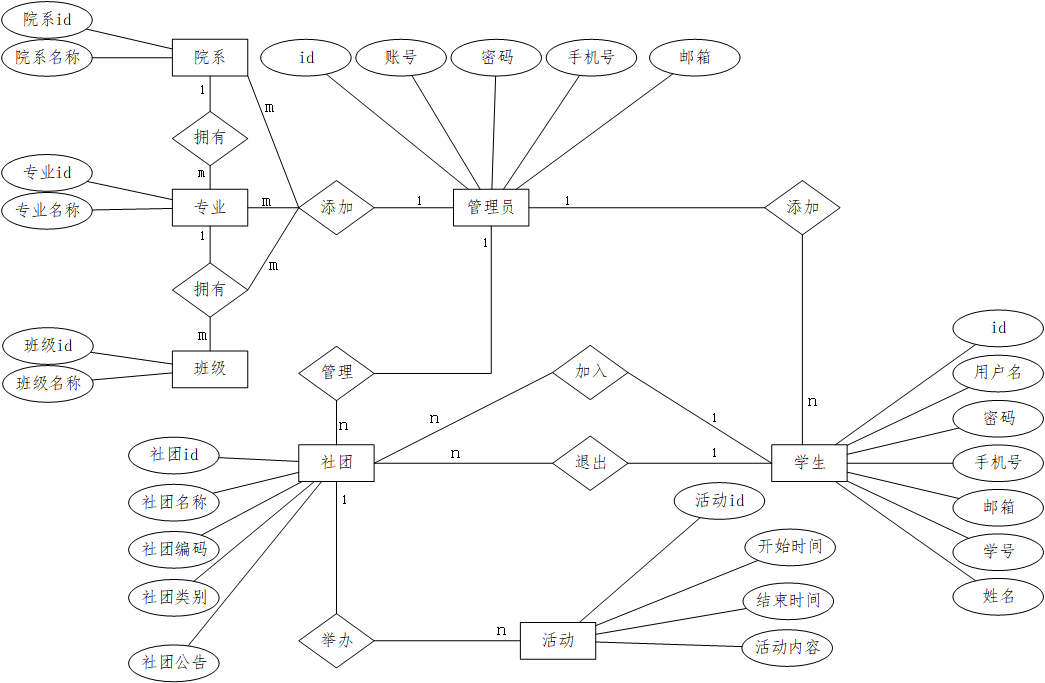 院系id
院系名称
院系
id
账号
密码
手机号
邮箱
1
m
拥有
m
专业id
专业名称
专业
m
添加
1
管理员
1
添加
1
1
拥有
m
m
班级id
班级名称
班级
管理
n
加入
n
1
n
id
用户名
密码
手机号
邮箱
学号
姓名
社团id
社团名称
社团编码
社团类别
社团公告
社团
n
退出
1
学生
1
活动id
开始时间
结束时间
活动内容
举办
n
活动